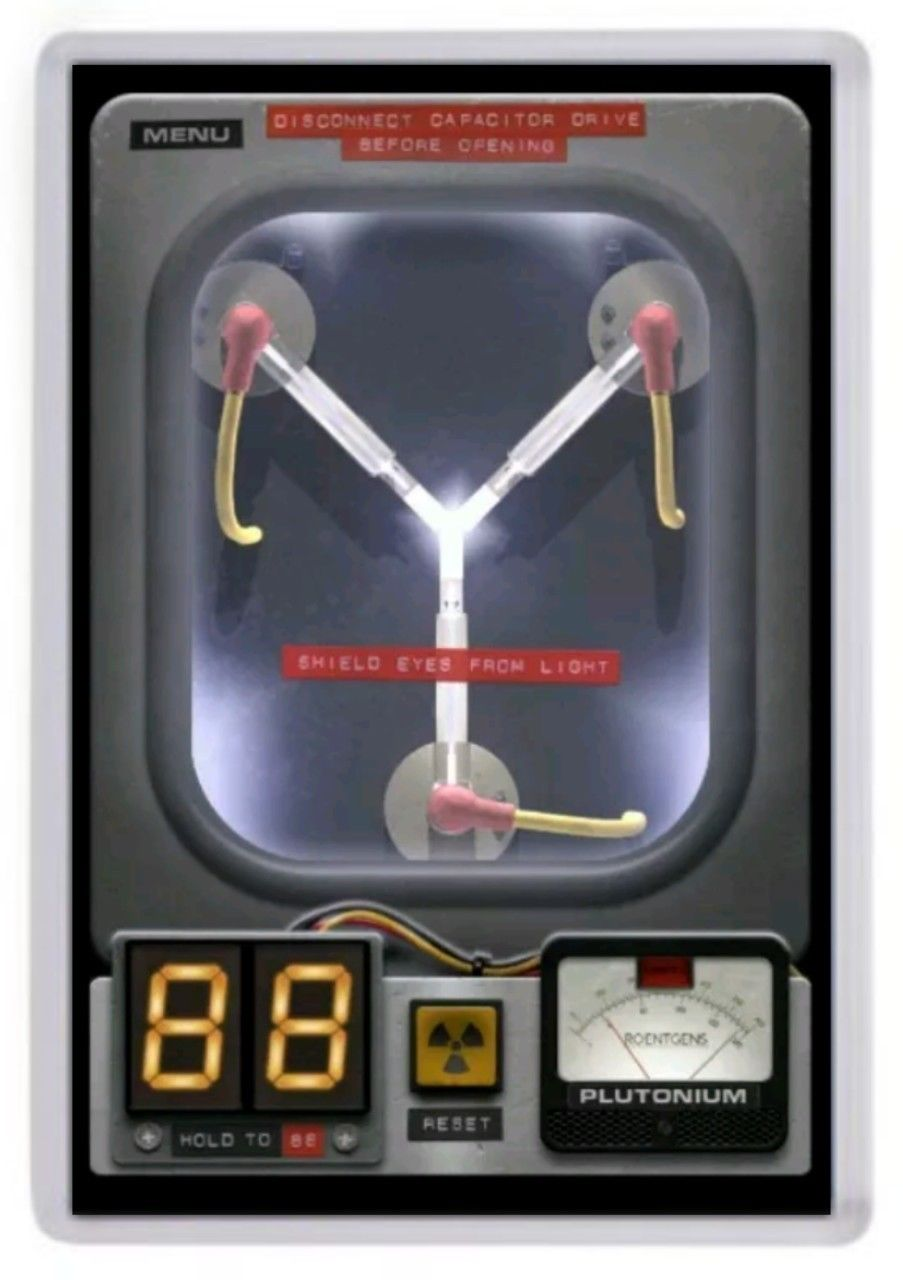 MENU
DISCONNECT CAPACITOR DRIVE
BEFORE OPENING
SHIELD EYES FROM LIGHT
88
ROENTGENS
PLUTONIUM
HOLD TO 88
RESET